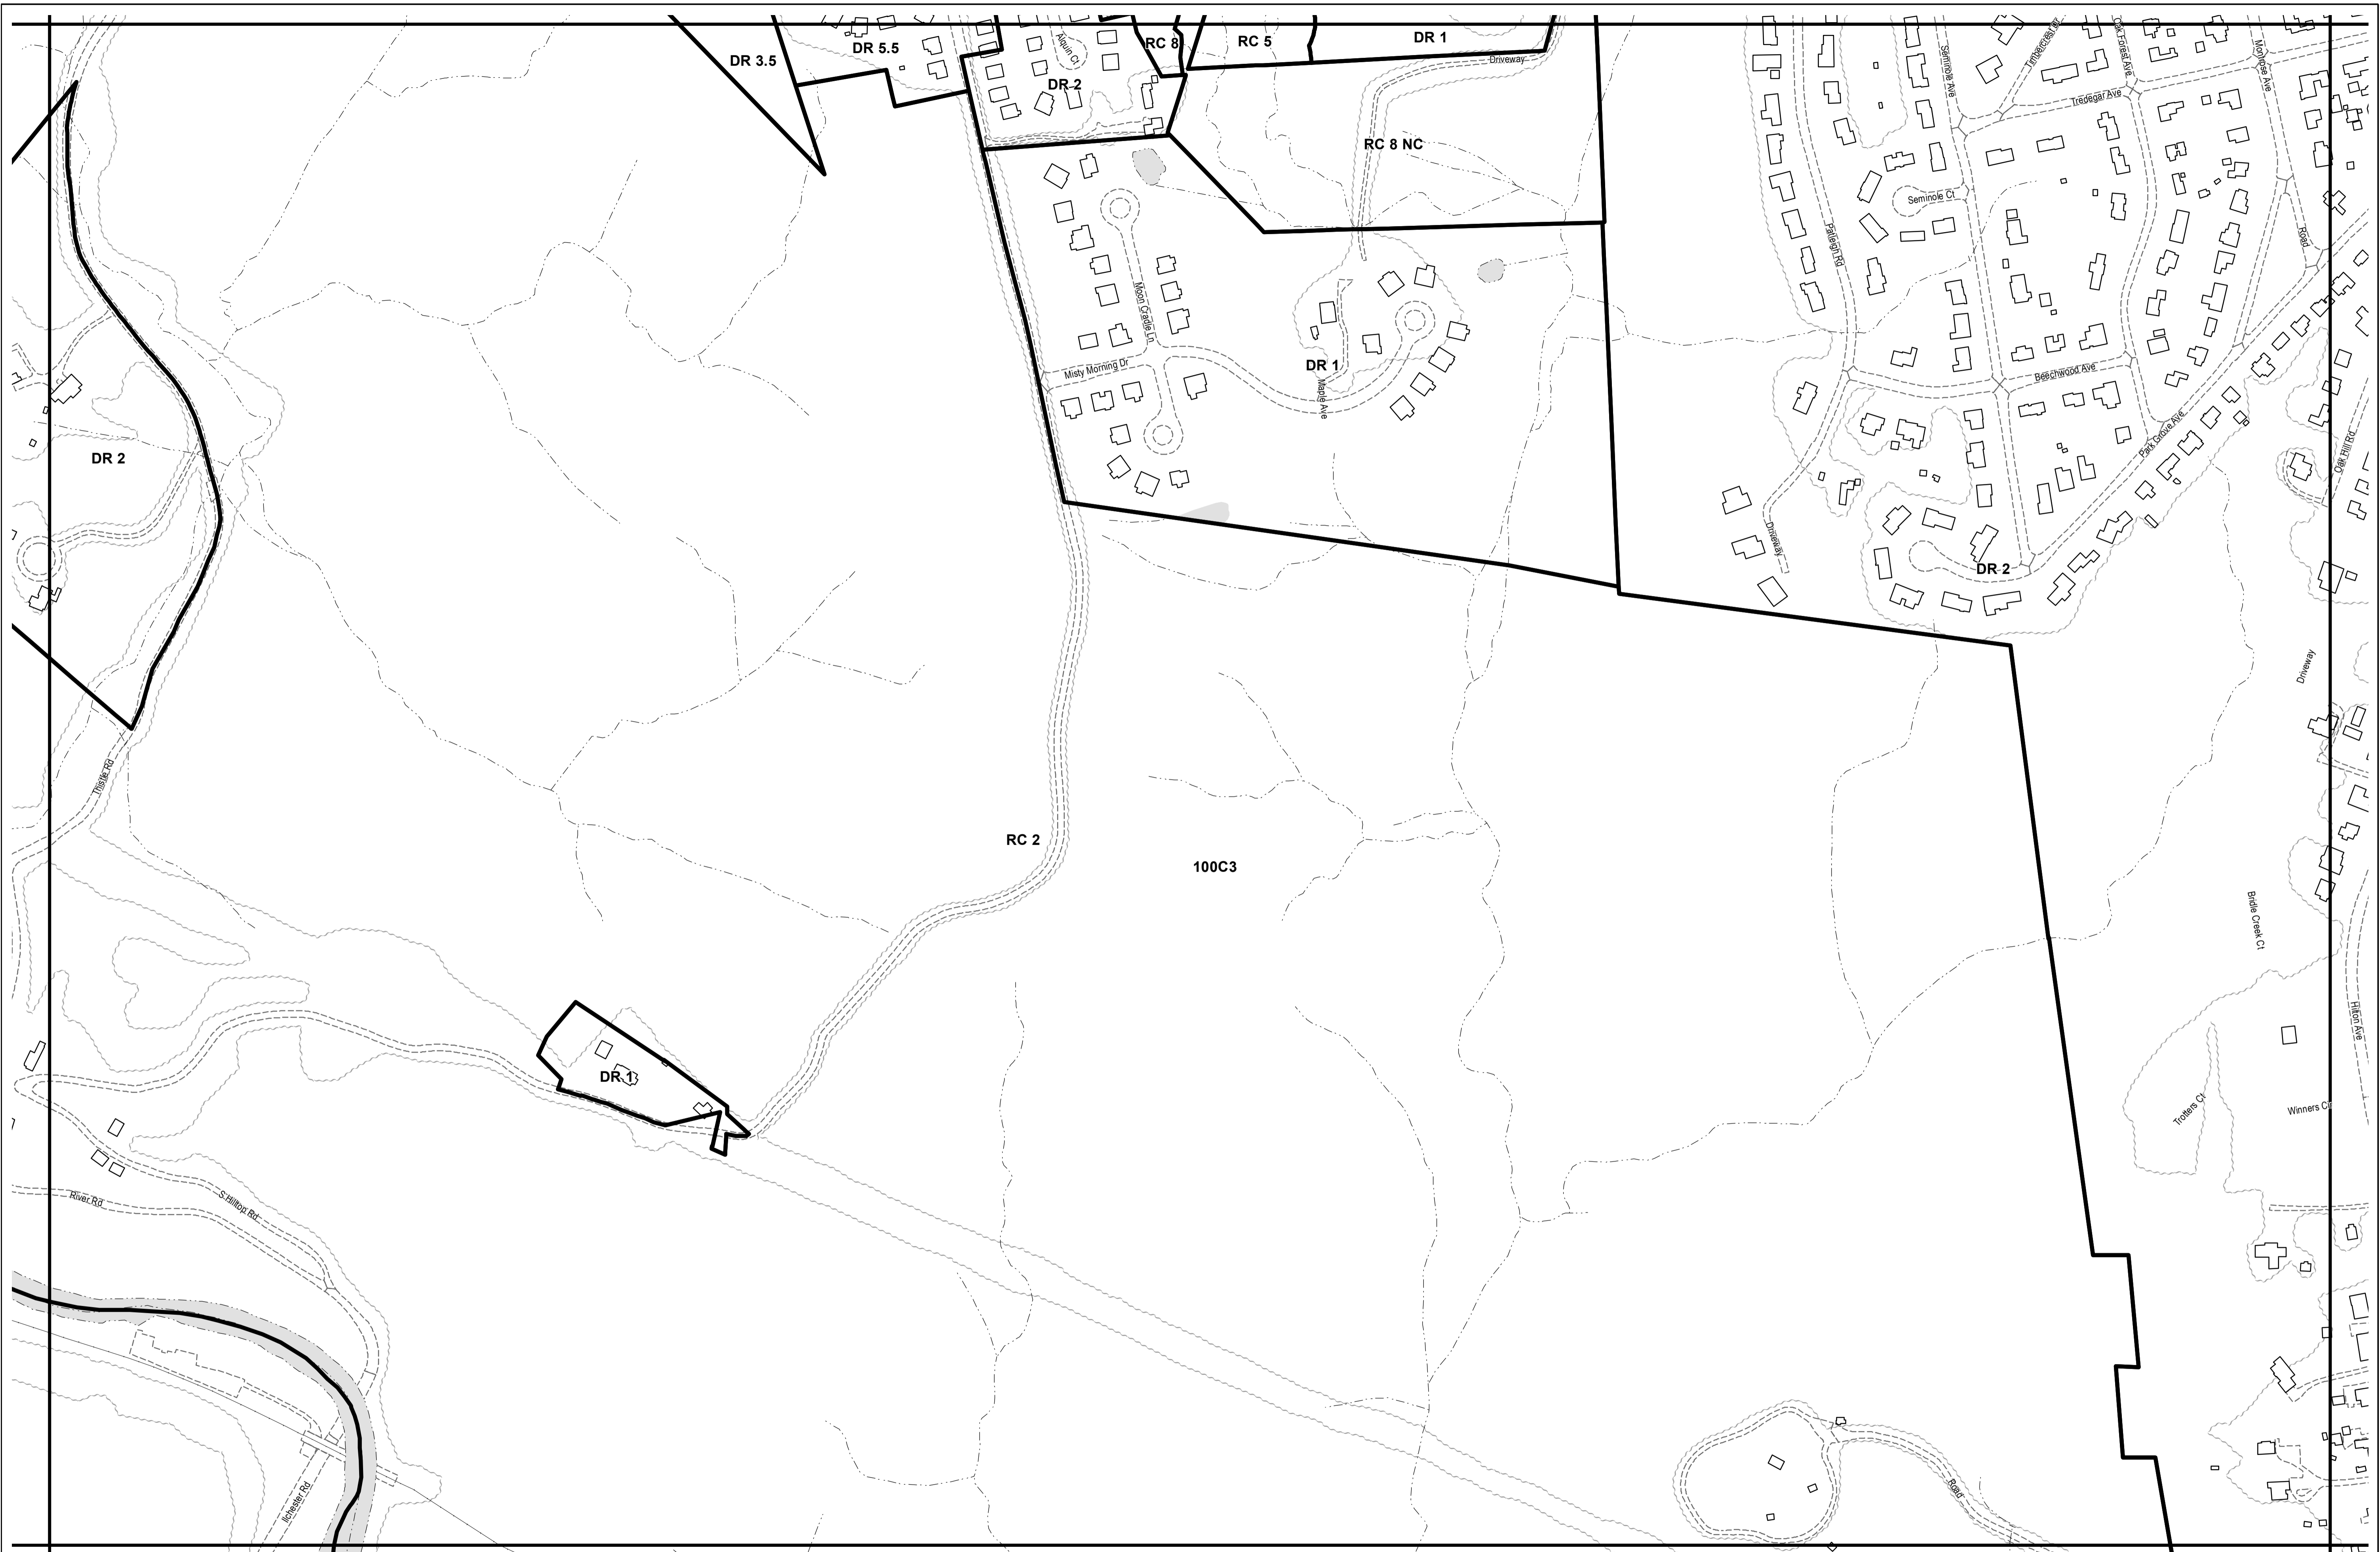 DR 3.5
DR 5.5
Alquin Ct
DR 2
RC 8
RC 5
DR 1
Driveway
RC 8 NC
Seminole Ave
Timbercrest Dr
Oak Forest Ave
Monrose Ave
Tredegar Ave
Seminole Ct
Palleigh Rd
Road
Moon Cradle Ln
Misty Morning Dr
DR 1
Maple Ave
Beechwood Ave
Park Grove Ave
Oak Hill Rd
DR 2
Driveway
DR 2
Driveway
Thistle Rd
RC 2
100C3
Bridle Creek Ct
Hilton Ave
DR 1
Trotters Ct
Winners Cir
River Rd
S Hilltop Rd
Ilchester Rd
Road